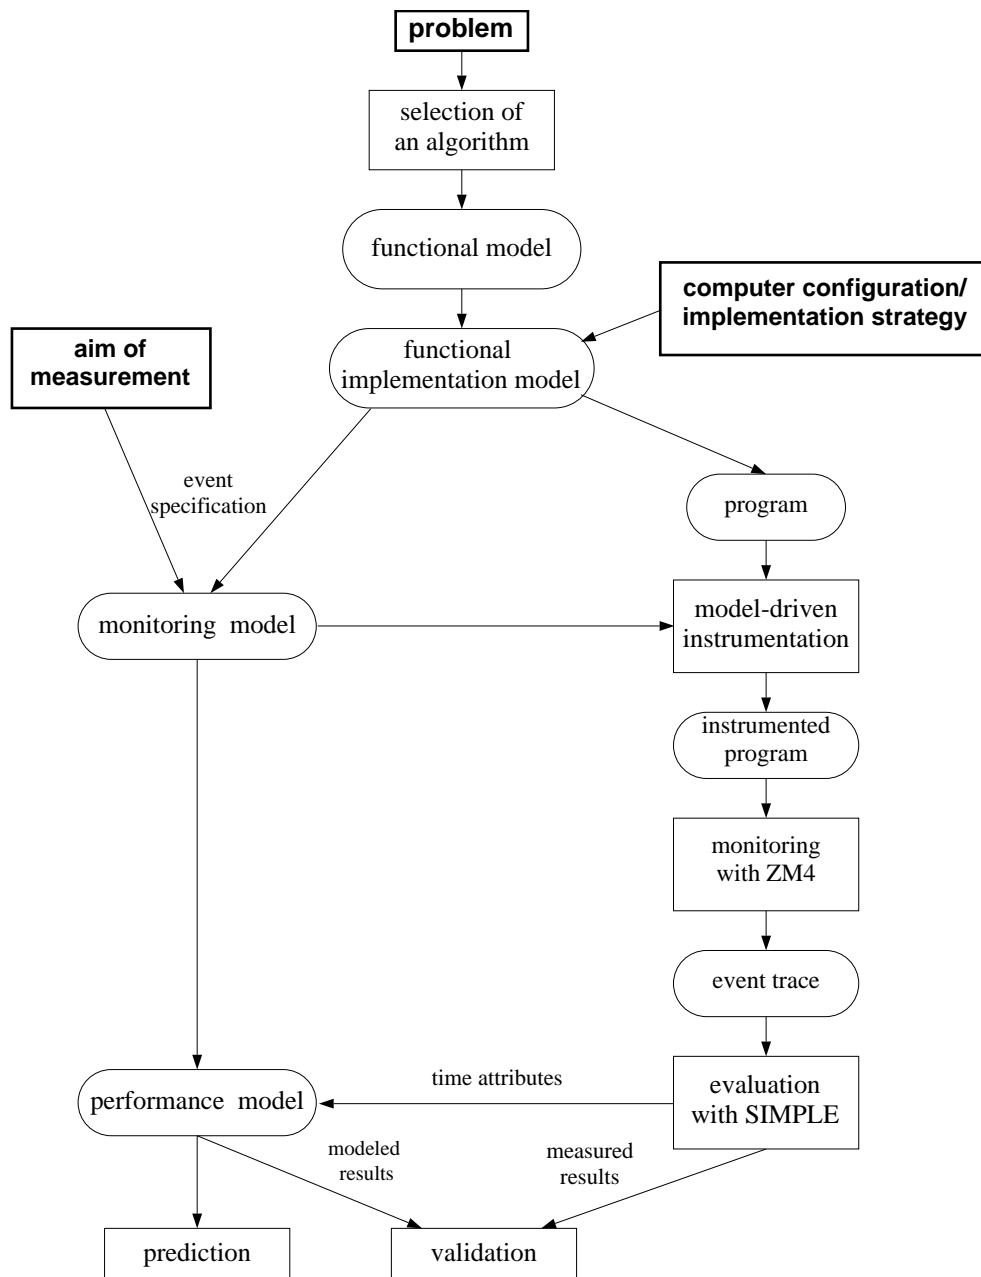 problem
selection of
an algorithm
functional model
computer configuration/
implementation strategy
aim of
measurement
functional
implementation model
event
specification
program
monitoring model
model-driven
instrumentation
instrumented
program
monitoring
with ZM4
event trace
time attributes
performance model
evaluation
with SIMPLE
modeled
results
measured
results
prediction
validation